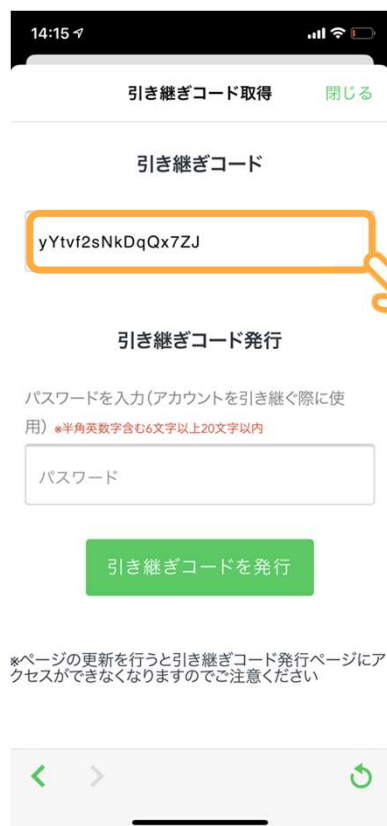 14:15
引き継ぎコード取得 閉じる
引き継ぎコード
yYtvf2sNkDqQx7ZJ
引き継ぎコード発行
パスワードを入力(アカウントを引き継ぐ際に使
用) ※半角英数字含む6文字以上20文字以内
パスワード
引き継ぎコードを発行
※ページの更新を行うと引き継ぎコード発行ページにア
クセスができなくなりますのでご注意ください